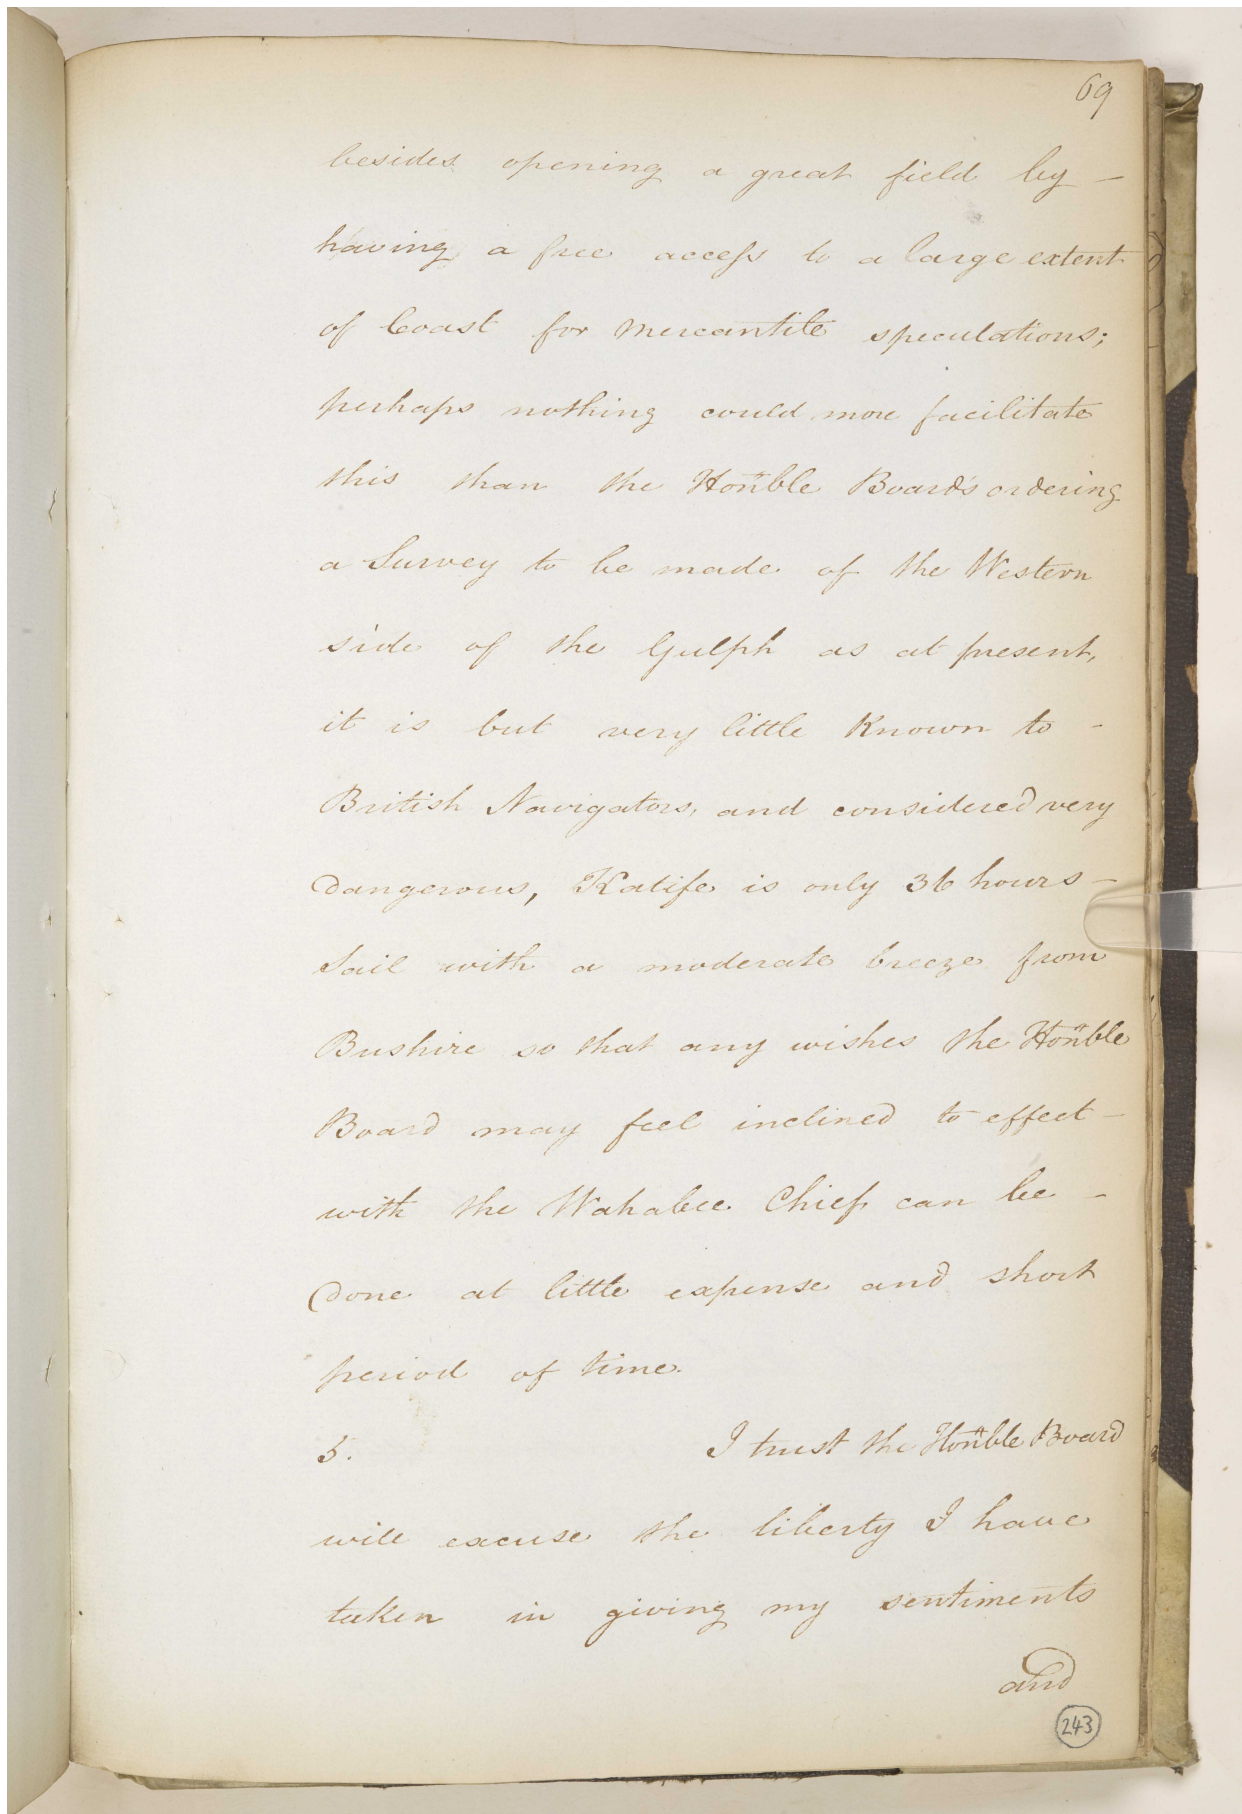 69
besides opening a great field by –
having a free access to a large extent
of Coast for Mercantile speculations;
perhaps nothing could more facilitate
this than the Honble Board's ordering
a Survey to be made of the Western
side of the Gulph as at present,
it is but very little Known to –
British Navigators, and considered very
dangerous, Katife is only 36 hours –
Sail with a moderate breeze from
Bushire so that any wishes the Honble
Board may feel inclined to effect –
with the Wahabee Chief can be –
done at little expense and short
period of time.
5. I trust the Honble Board
will excuse the liberty I have
taken in giving my sentiments
and
243